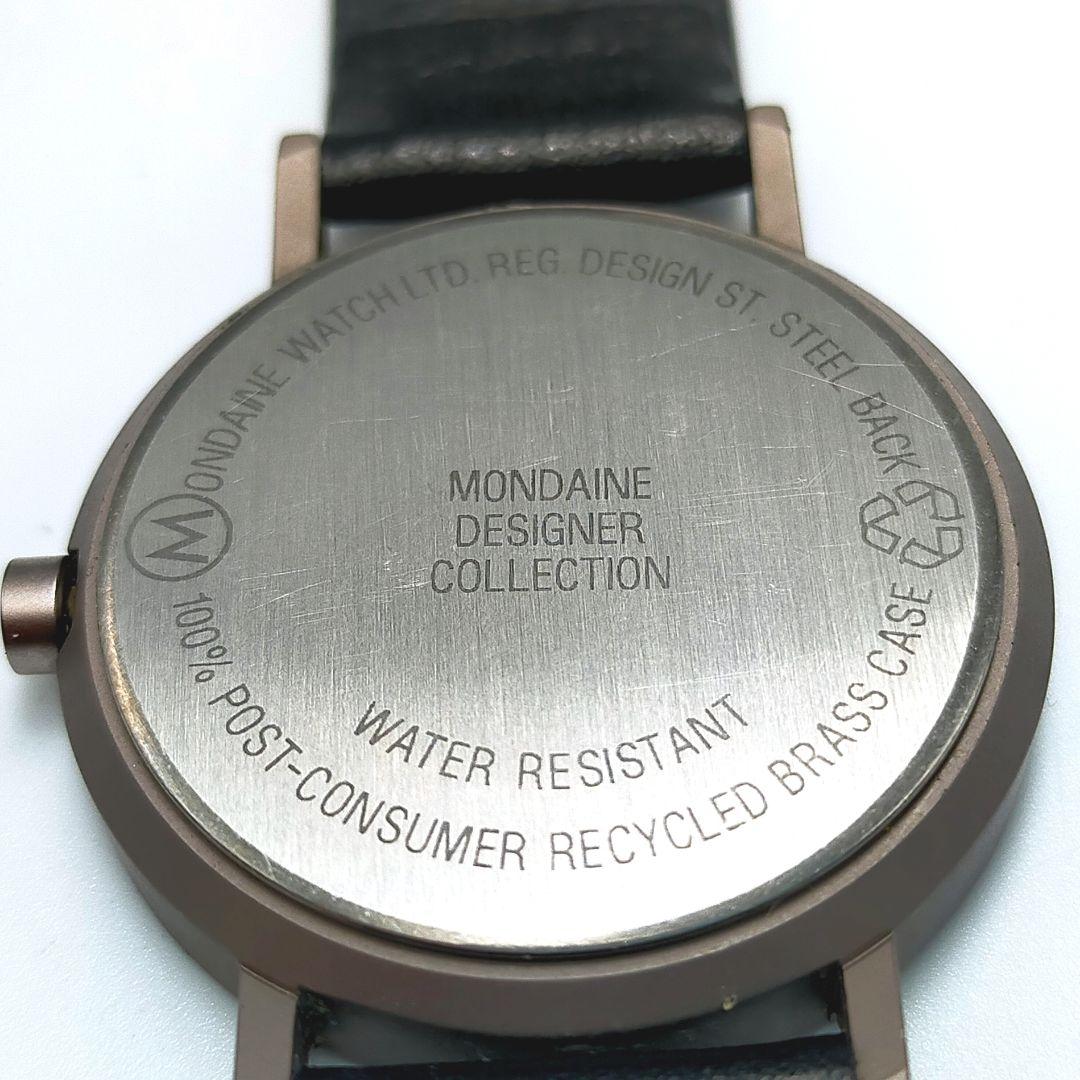 MONDAINE WATCH LTD. REG. DESIGN ST. STEEL BACK
MONDAINE
DESIGNER
COLLECTION
WATER RESISTANT
100% POST-CONSUMER RECYCLED BRASS CASE